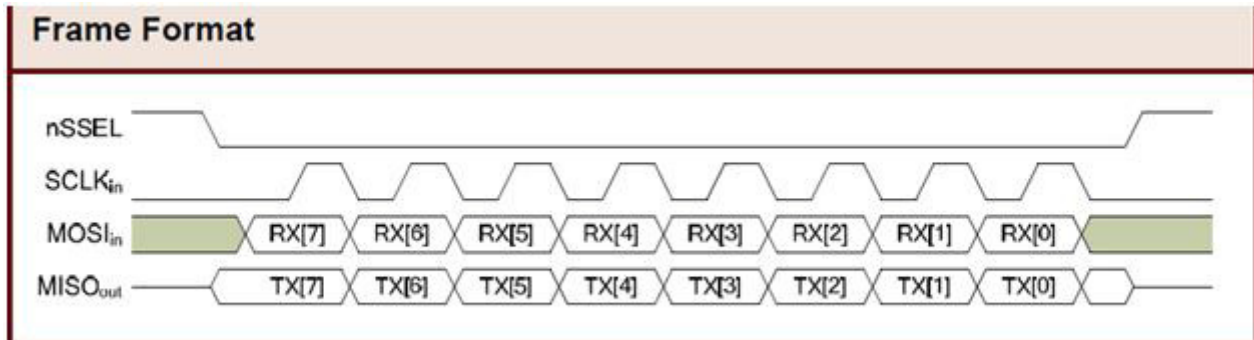 Frame Format
nSSEL
SCLKin
MOSIin RX[7] RX[6] RX[5] RX[4] RX[3] RX[2] RX[1] RX[0]
MISOout TX[7] TX[6] TX[5] TX[4] TX[3] TX[2] TX[1] TX[0]